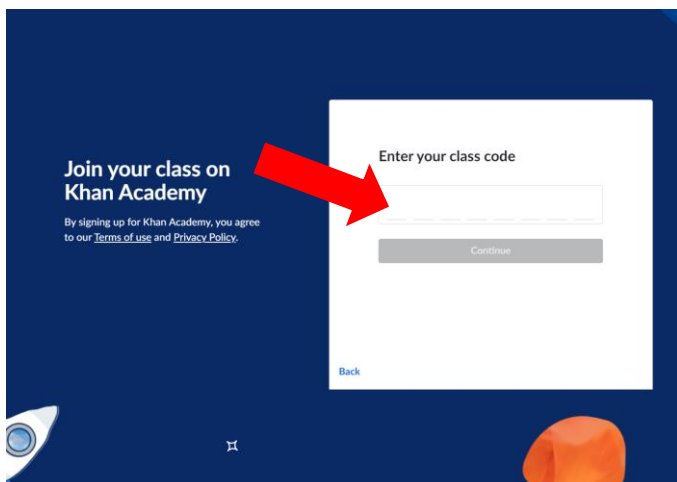 Join your class on
Khan Academy
By signing up for Khan Academy, you agree
to our Terms of use and Privacy Policy.
Enter your class code
Continue
Back